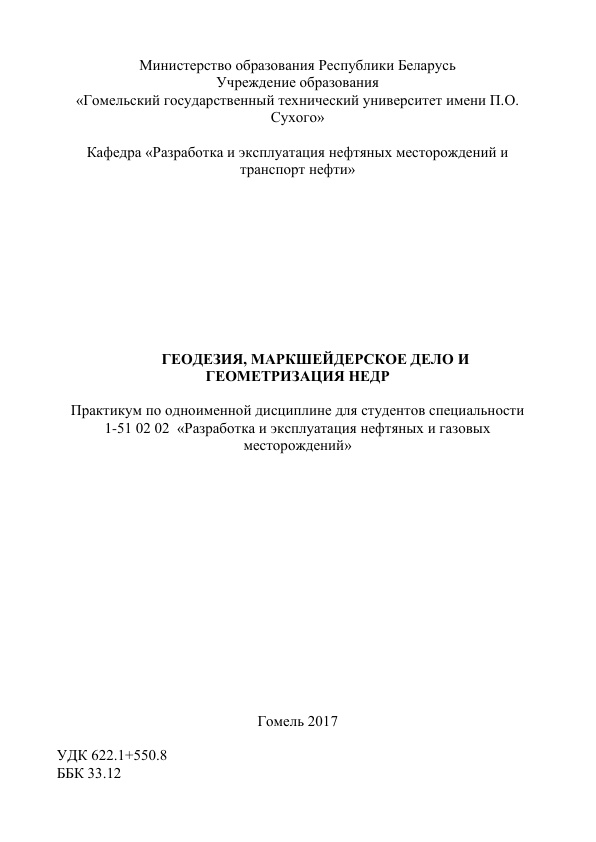 Министерство образования Республики Беларусь
Учреждение образования
«Гомельский государственный технический университет имени П.О.
Сухого»
Кафедра «Разработка и эксплуатация нефтяных месторождений и
транспорт нефти»
ГЕОДЕЗИЯ, МАРКШЕЙДЕРСКОЕ ДЕЛО И
ГЕОМЕТРИЗАЦИЯ НЕДР
Практикум по одноименной дисциплине для студентов специальности
1-51 02 02 «Разработка и эксплуатация нефтяных и газовых
месторождений»
Гомель 2017
УДК 622.1+550.8
ББК 33.12